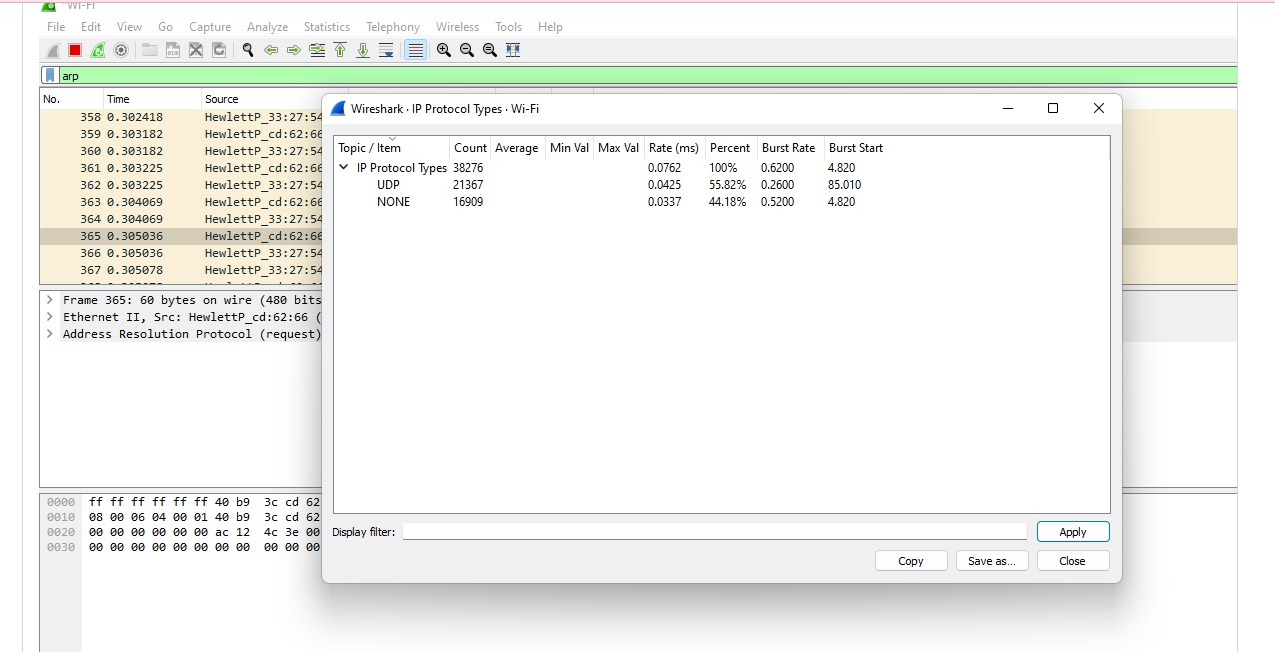 "Wi-Fi
File Edit View Go Capture Analyze Statistics Telephony Wireless Tools Help
arp
No. Time Source
358 0.302418 HewlettP_33:27:54
359 0.303182 HewlettP_cd:62:66
360 0.303182 HewlettP_33:27:54
361 0.303225 HewlettP_cd:62:66
362 0.303225 HewlettP_33:27:54
363 0.304069 HewlettP_cd:62:66
364 0.304069 HewlettP_33:27:54
365 0.305036 HewlettP_cd:62:66
366 0.305036 HewlettP_33:27:54
367 0.305078 HewlettP_33:27:54
Frame 365: 60 bytes on wire (480 bits
Ethernet II, Src: HewlettP_cd:62:66 (
Address Resolution Protocol (request)
0000 ff ff ff ff ff ff 40 b9 3c cd 62
0010 08 00 06 04 00 01 40 b9 3c cd 62
0020 00 00 00 00 00 00 ac 12 4c 3e 00
0030 00 00 00 00 00 00 00 00 00 00 00
Wireshark · IP Protocol Types · Wi-Fi
Topic / Item Count Average Min Val Max Val Rate (ms) Percent Burst Rate Burst Start
IP Protocol Types 38276 0.0762 100% 0.6200 4.820
UDP 21367 0.0425 55.82% 0.2600 85.010
NONE 16909 0.0337 44.18% 0.5200 4.820
Display filter: Apply
Copy Save as... Close